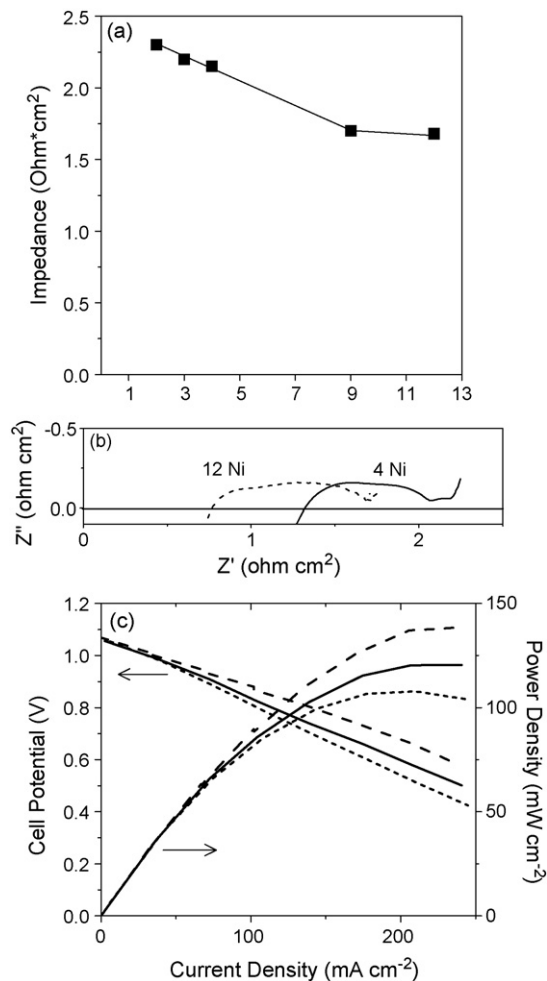 (a)
Impedance (Ohm*cm²)
2.5
2.0
1.5
1.0
0.5
0.0
1 3 5 7 9 11 13
(b)
12 Ni 4 Ni
Z" (ohm cm²)
-0.5
0.0
0 1 2
Z' (ohm cm²)
(c)
Cell Potential (V)
1.2
1.0
0.8
0.6
0.4
0.2
0.0
150
100
50
0
Power Density (mW cm⁻²)
0 100 200
Current Density (mA cm⁻²)